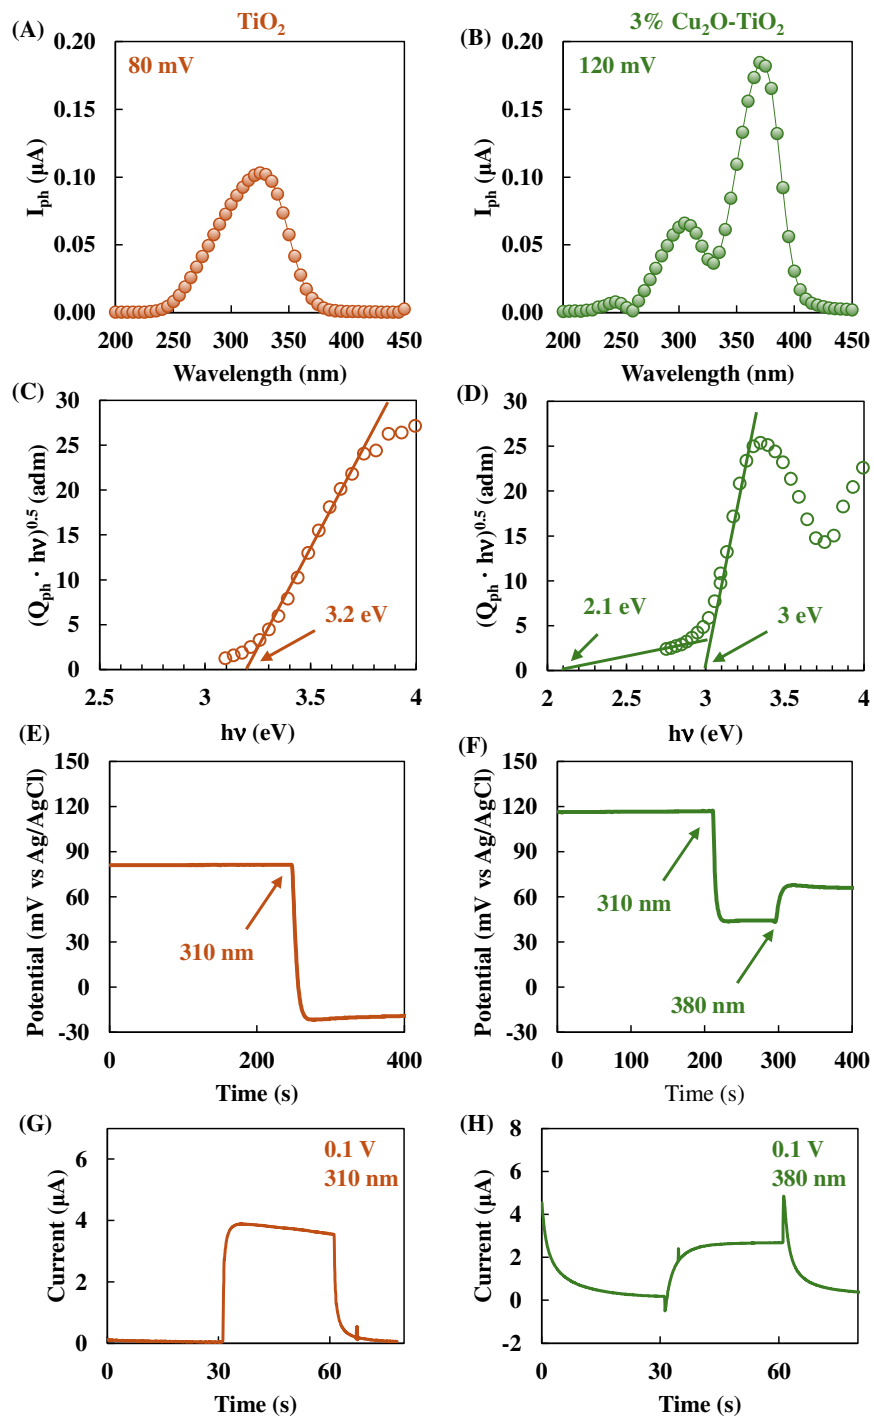 (A)
TiO₂
0.20
0.15
0.10
0.05
0.00
80 mV
I_ph (µA)
200 250 300 350 400 450
Wavelength (nm)
(B)
3% Cu₂O-TiO₂
0.20
0.15
0.10
0.05
0.00
120 mV
I_ph (µA)
200 250 300 350 400 450
Wavelength (nm)
(C)
30
25
20
15
10
5
0
(Q_ph · hν)^0.5 (adm)
3.2 eV
2.5 3 3.5 4
hν (eV)
(D)
30
25
20
15
10
5
0
(Q_ph · hν)^0.5 (adm)
2.1 eV
3 eV
2 2.5 3 3.5 4
hν (eV)
(E)
150
120
90
60
30
0
-30
Potential (mV vs Ag/AgCl)
310 nm
0 200 400
Time (s)
(F)
150
120
90
60
30
0
-30
Potential (mV vs Ag/AgCl)
310 nm
380 nm
0 100 200 300 400
Time (s)
(G)
6
4
2
0
Current (µA)
0.1 V
310 nm
0 30 60
Time (s)
(H)
8
6
4
2
0
-2
Current (µA)
0.1 V
380 nm
0 30 60
Time (s)